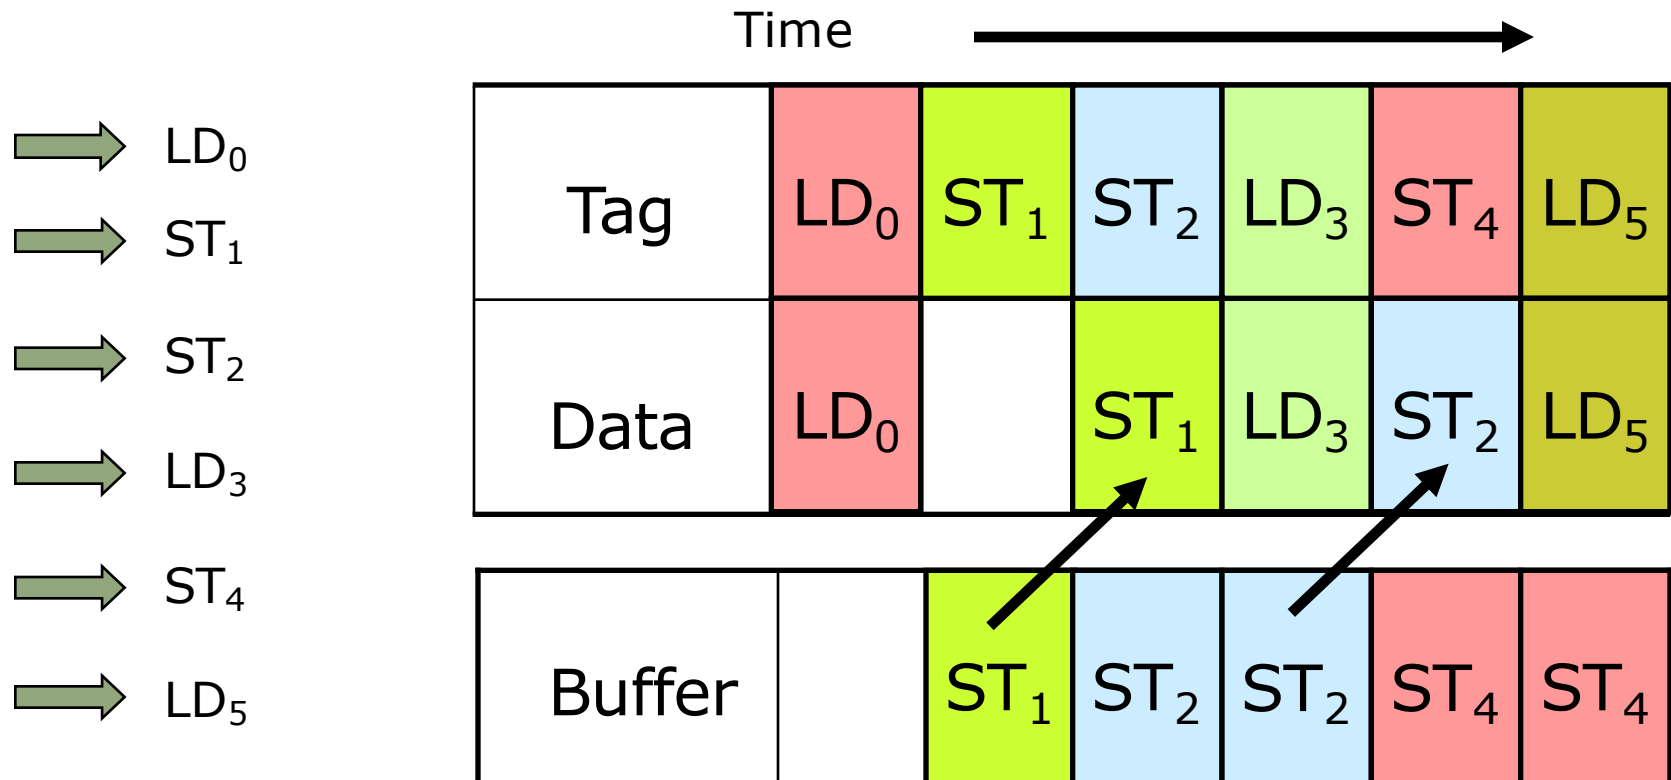 Time
LD₀
ST₁
ST₂
LD₃
ST₄
LD₅
Tag LD₀ ST₁ ST₂ LD₃ ST₄ LD₅
Data LD₀ ST₁ LD₃ ST₂ LD₅
Buffer ST₁ ST₂ ST₂ ST₄ ST₄